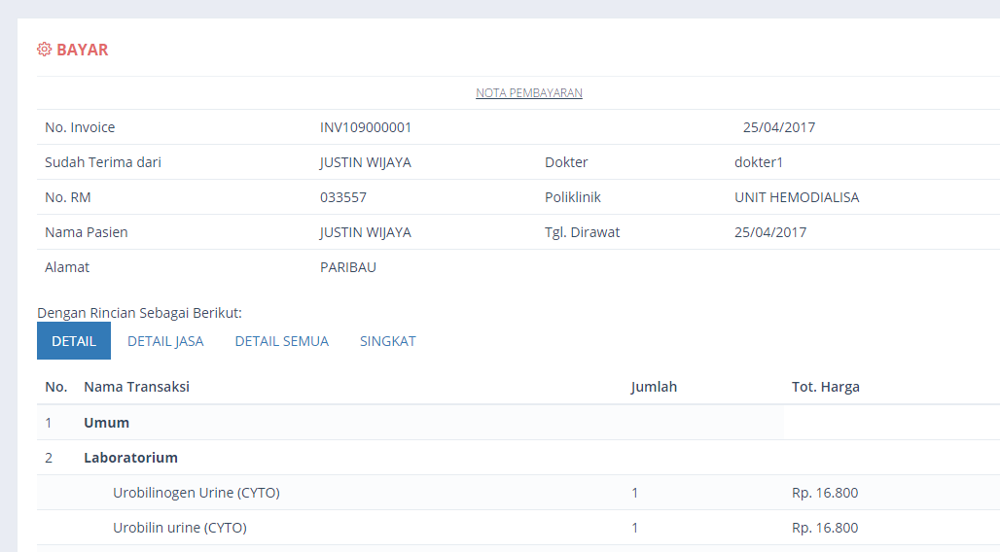 BAYAR
NOTA PEMBAYARAN
No. Invoice INV109000001 25/04/2017
Sudah Terima dari JUSTIN WIJAYA Dokter dokter1
No. RM 033557 Poliklinik UNIT HEMODIALISA
Nama Pasien JUSTIN WIJAYA Tgl. Dirawat 25/04/2017
Alamat PARIBAU
Dengan Rincian Sebagai Berikut:
DETAIL DETAIL JASA DETAIL SEMUA SINGKAT
No. Nama Transaksi Jumlah Tot. Harga
1 Umum
2 Laboratorium
Urobilinogen Urine (CYTO) 1 Rp. 16.800
Urobilin urine (CYTO) 1 Rp. 16.800